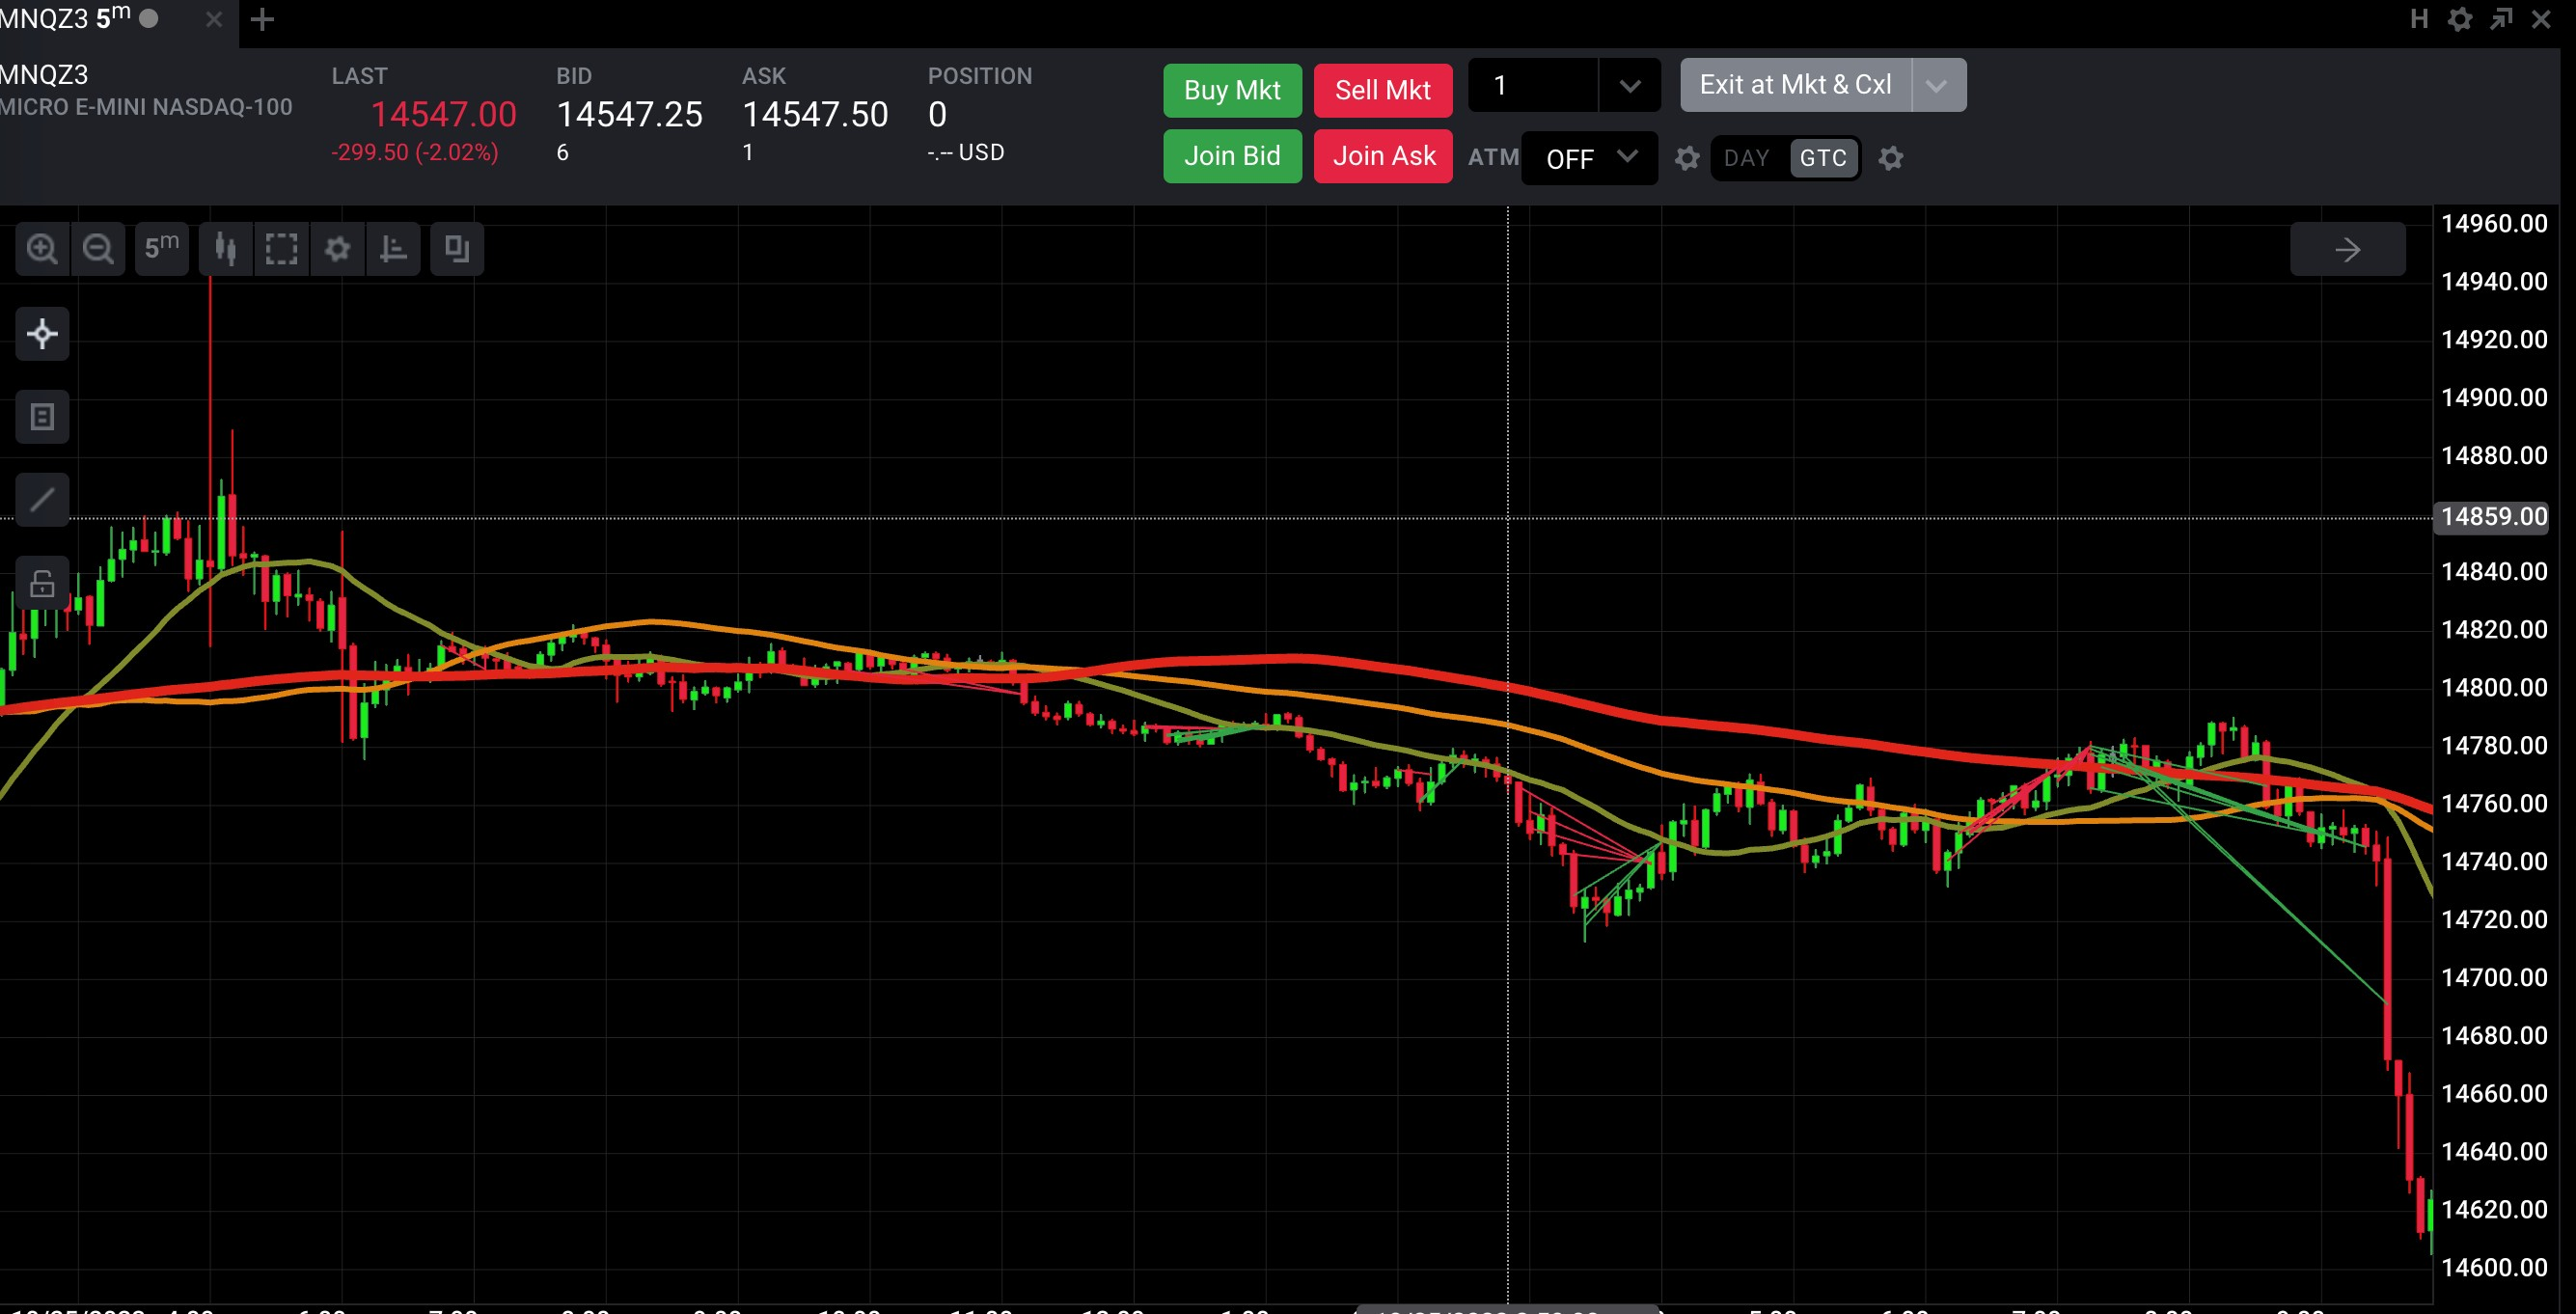 MNQZ3 5m
H
MNQZ3
MICRO E-MINI NASDAQ-100
LAST
14547.00
-299.50 (-2.02%)
BID
14547.25
6
ASK
14547.50
1
POSITION
0
-.-- USD
Buy Mkt
Sell Mkt
1
Exit at Mkt & Cxl
Join Bid
Join Ask
ATM
OFF
DAY
GTC
5m
14960.00
14940.00
14920.00
14900.00
14880.00
14859.00
14840.00
14820.00
14800.00
14780.00
14760.00
14740.00
14720.00
14700.00
14680.00
14660.00
14640.00
14620.00
14600.00